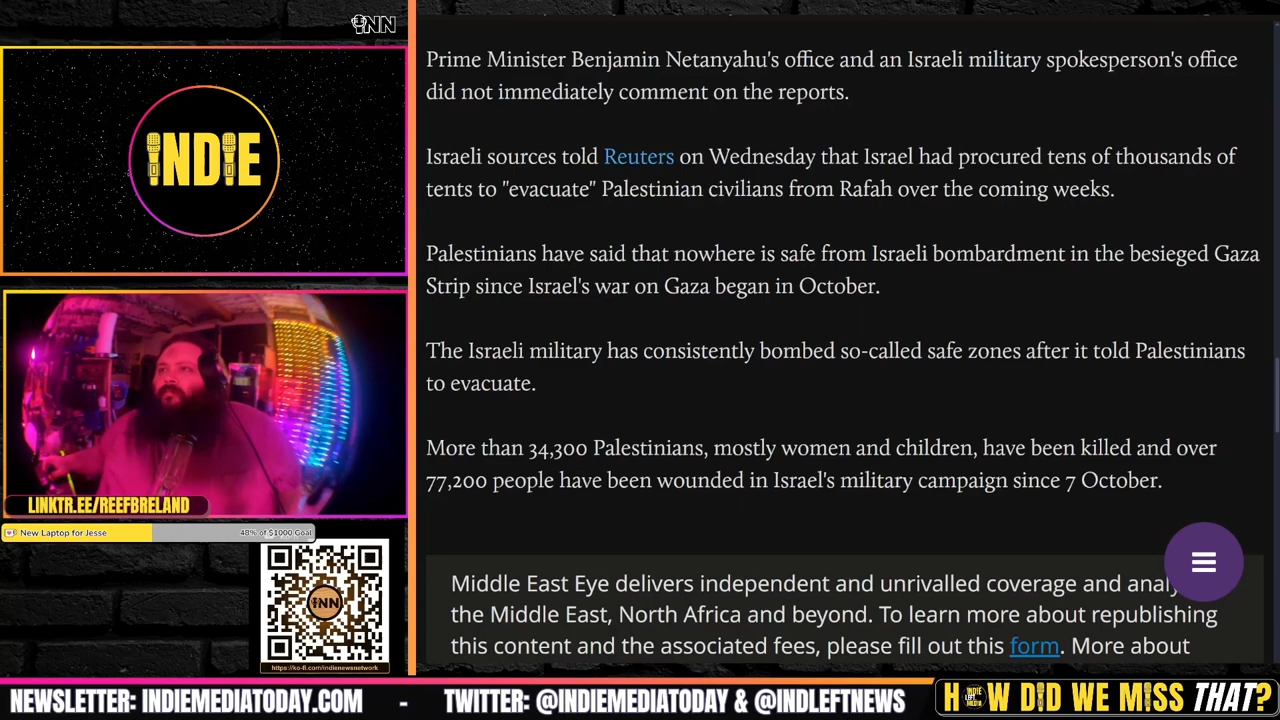 INN
INDIE
LINKTR.EE/REEFBRELAND
New Laptop for Jesse 48% of $1000 Goal
INN
https://ko-fi.com/indienewsnetwork
Prime Minister Benjamin Netanyahu's office and an Israeli military spokesperson's office
did not immediately comment on the reports.
Israeli sources told Reuters on Wednesday that Israel had procured tens of thousands of
tents to "evacuate" Palestinian civilians from Rafah over the coming weeks.
Palestinians have said that nowhere is safe from Israeli bombardment in the besieged Gaza
Strip since Israel's war on Gaza began in October.
The Israeli military has consistently bombed so-called safe zones after it told Palestinians
to evacuate.
More than 34,300 Palestinians, mostly women and children, have been killed and over
77,200 people have been wounded in Israel's military campaign since 7 October.
Middle East Eye delivers independent and unrivalled coverage and analy
the Middle East, North Africa and beyond. To learn more about republishing
this content and the associated fees, please fill out this form. More about
NEWSLETTER: INDIEMEDIATODAY.COM - TWITTER: @INDIEMEDIATODAY & @INDLEFTNEWS
HOW DID WE MISS THAT?